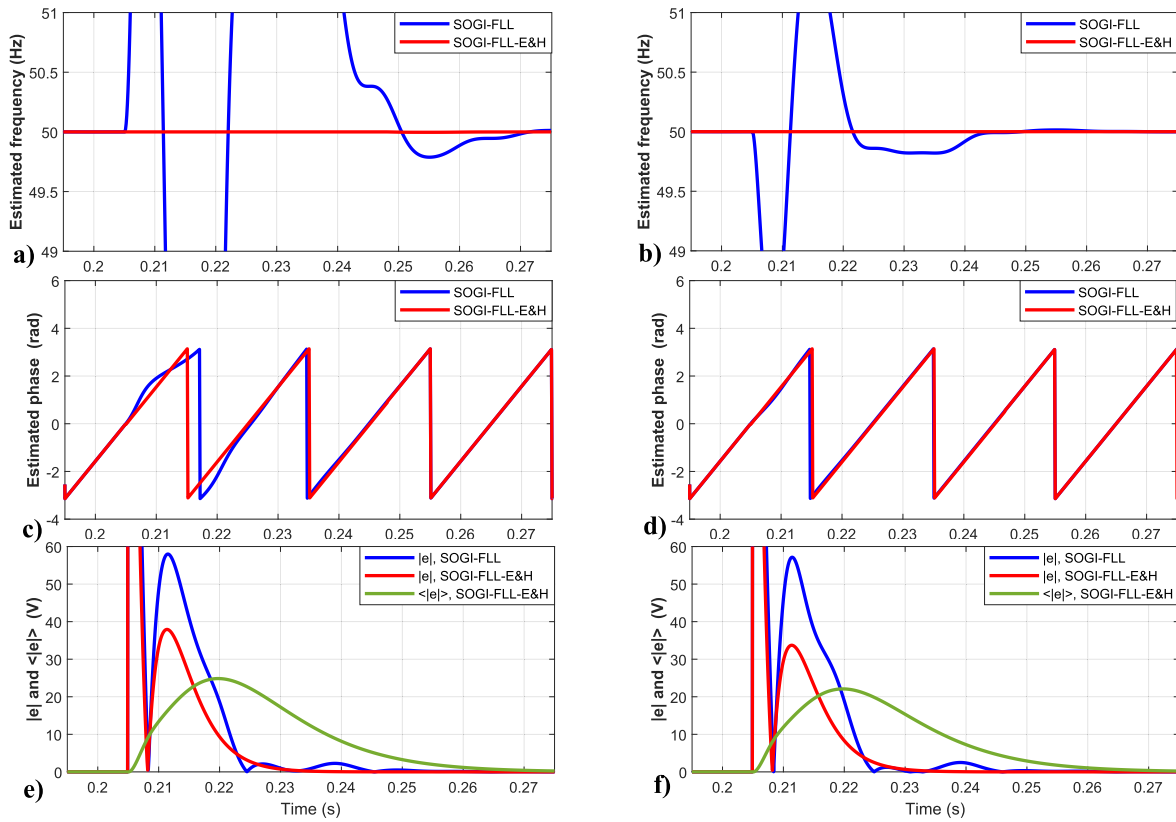 51
50.5
50
49.5
49
Estimated frequency (Hz)
SOGI-FLL
SOGI-FLL-E&H
a)
0.2 0.21 0.22 0.23 0.24 0.25 0.26 0.27
51
50.5
50
49.5
49
Estimated frequency (Hz)
SOGI-FLL
SOGI-FLL-E&H
b)
0.2 0.21 0.22 0.23 0.24 0.25 0.26 0.27
6
4
2
0
-2
-4
Estimated phase (rad)
SOGI-FLL
SOGI-FLL-E&H
c)
0.2 0.21 0.22 0.23 0.24 0.25 0.26 0.27
6
4
2
0
-2
-4
Estimated phase (rad)
SOGI-FLL
SOGI-FLL-E&H
d)
0.2 0.21 0.22 0.23 0.24 0.25 0.26 0.27
60
50
40
30
20
10
0
|e| and <|e|> (V)
|e|, SOGI-FLL
|e|, SOGI-FLL-E&H
<|e|>, SOGI-FLL-E&H
e)
0.2 0.21 0.22 0.23 0.24 0.25 0.26 0.27
Time (s)
60
50
40
30
20
10
0
|e| and <|e|> (V)
|e|, SOGI-FLL
|e|, SOGI-FLL-E&H
<|e|>, SOGI-FLL-E&H
f)
0.2 0.21 0.22 0.23 0.24 0.25 0.26 0.27
Time (s)